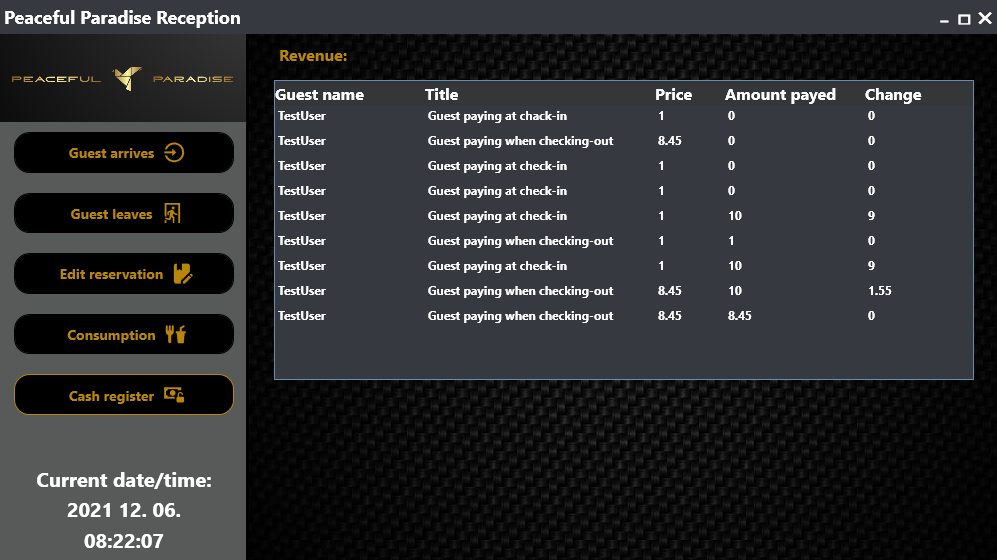 Peaceful Paradise Reception
PEACEFUL PARADISE
Guest arrives
Guest leaves
Edit reservation
Consumption
Cash register
Current date/time:
2021 12. 06.
08:22:07
Revenue:
Guest name Title Price Amount payed Change
TestUser Guest paying at chack-in 1 0 0
TestUser Guest paying when checking-out 8.45 0 0
TestUser Guest paying at check-in 1 0 0
TestUser Guest paying at check-in 1 0 0
TestUser Guest paying at check-in 1 10 9
TestUser Guest paying when checking-out 1 1 0
TestUser Guest paying at check-in 1 10 9
TestUser Guest paying when checking-out 8.45 10 1.55
TestUser Guest paying when checking-out 8.45 8.45 0